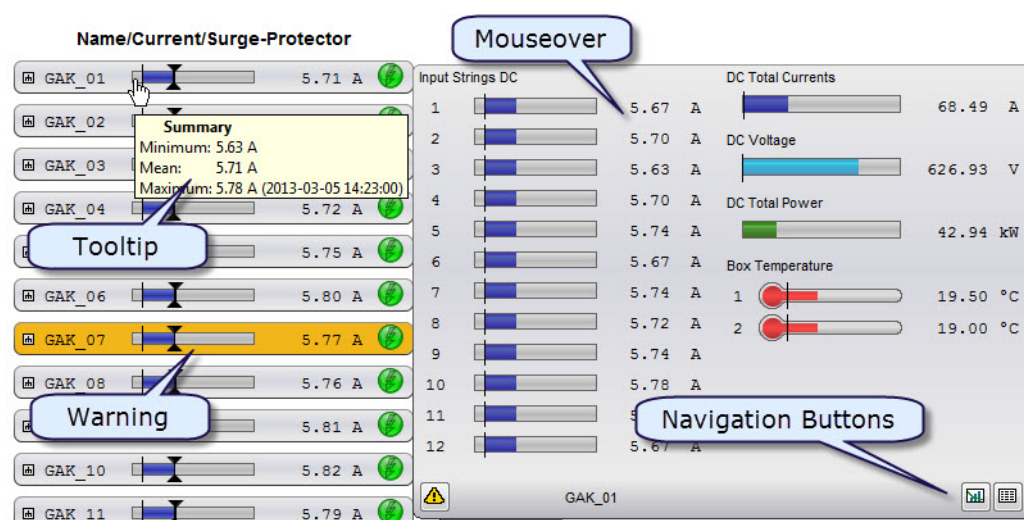 Name/Current/Surge-Protector
Mouseover
GAK_01 5.71 A
GAK_02
Summary
Minimum: 5.63 A
Mean: 5.71 A
Maximum: 5.78 A (2013-03-05 14:23:00)
GAK_03
GAK_04 5.72 A
Tooltip
5.75 A
GAK_06 5.80 A
GAK_07 5.77 A
GAK_08 5.76 A
Warning
5.81 A
GAK_10 5.82 A
GAK_11 5.79 A
Input Strings DC
1 5.67 A
2 5.70 A
3 5.63 A
4 5.70 A
5 5.74 A
6 5.67 A
7 5.74 A
8 5.72 A
9 5.74 A
10 5.78 A
11
12 5.67 A
DC Total Currents
68.49 A
DC Voltage
626.93 V
DC Total Power
42.94 kW
Box Temperature
1 19.50 °C
2 19.00 °C
Navigation Buttons
GAK_01